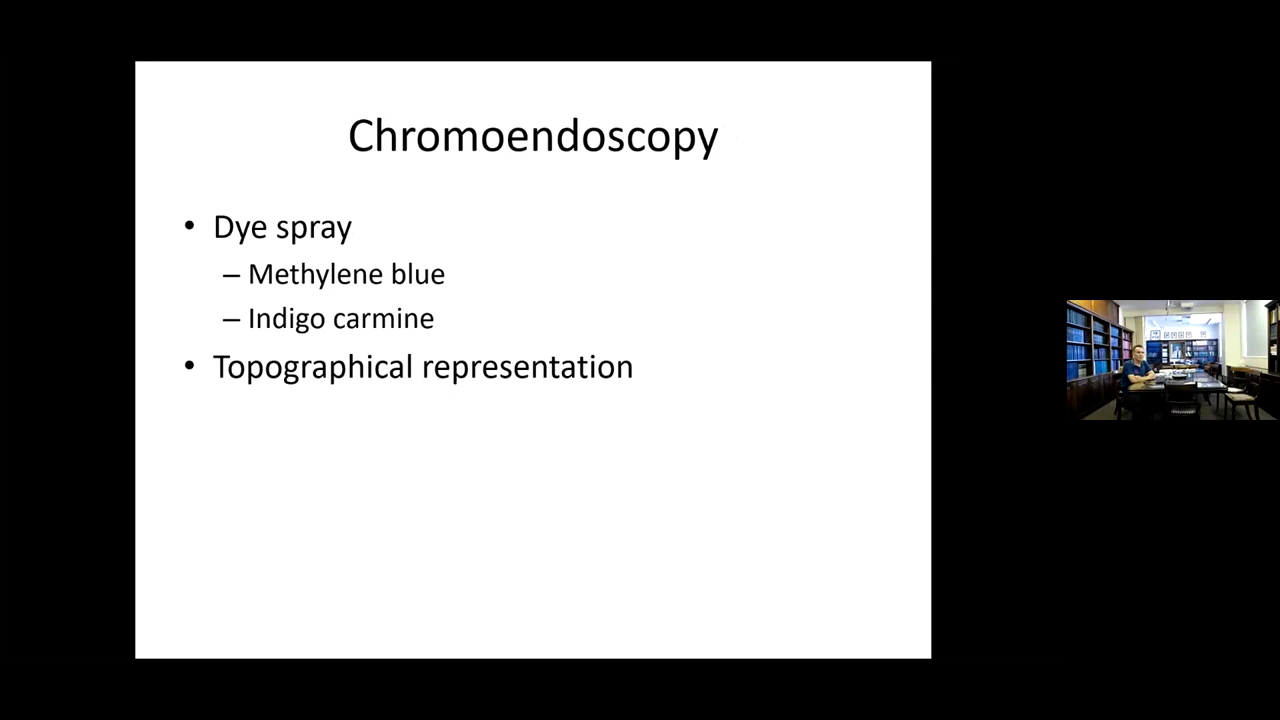 Chromoendoscopy
• Dye spray
– Methylene blue
– Indigo carmine
• Topographical representation